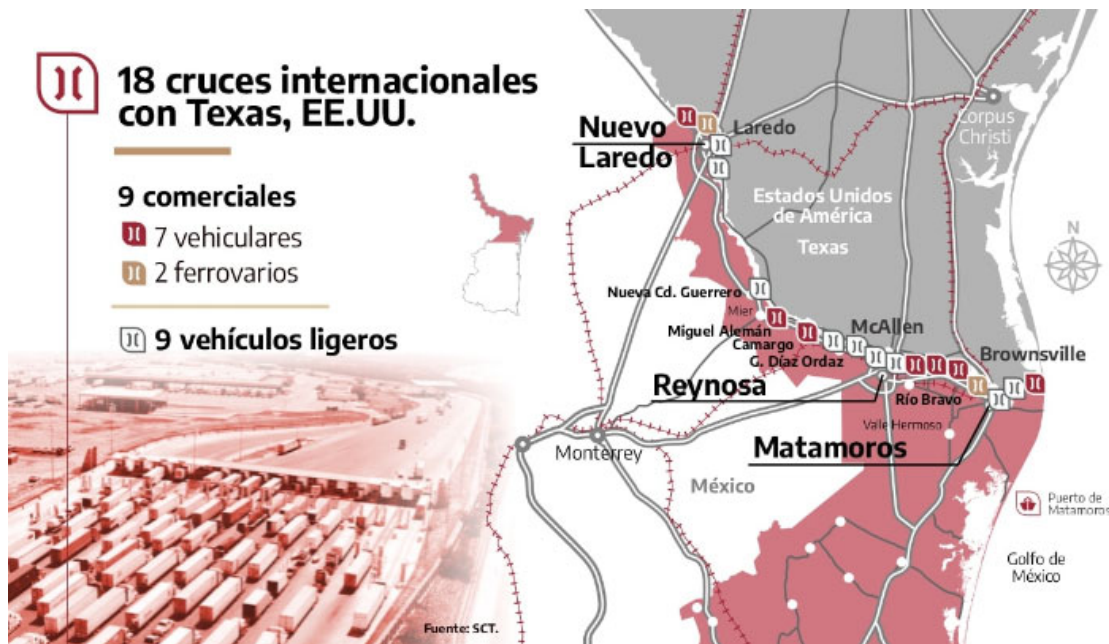 18 cruces internacionales
con Texas, EE.UU.
9 comerciales
7 vehiculares
2 ferrovarios
9 vehículos ligeros
Fuente: SCT.
Nuevo
Laredo
Laredo
Corpus
Christi
Estados Unidos
de América
Texas
N
Nueva Cd. Guerrero
Mier
Miguel Alemán
Camargo
G. Díaz Ordaz
McAllen
Brownsville
Reynosa
Río Bravo
Valle Hermoso
Matamoros
Monterrey
México
Puerto de
Matamoros
Golfo de
México